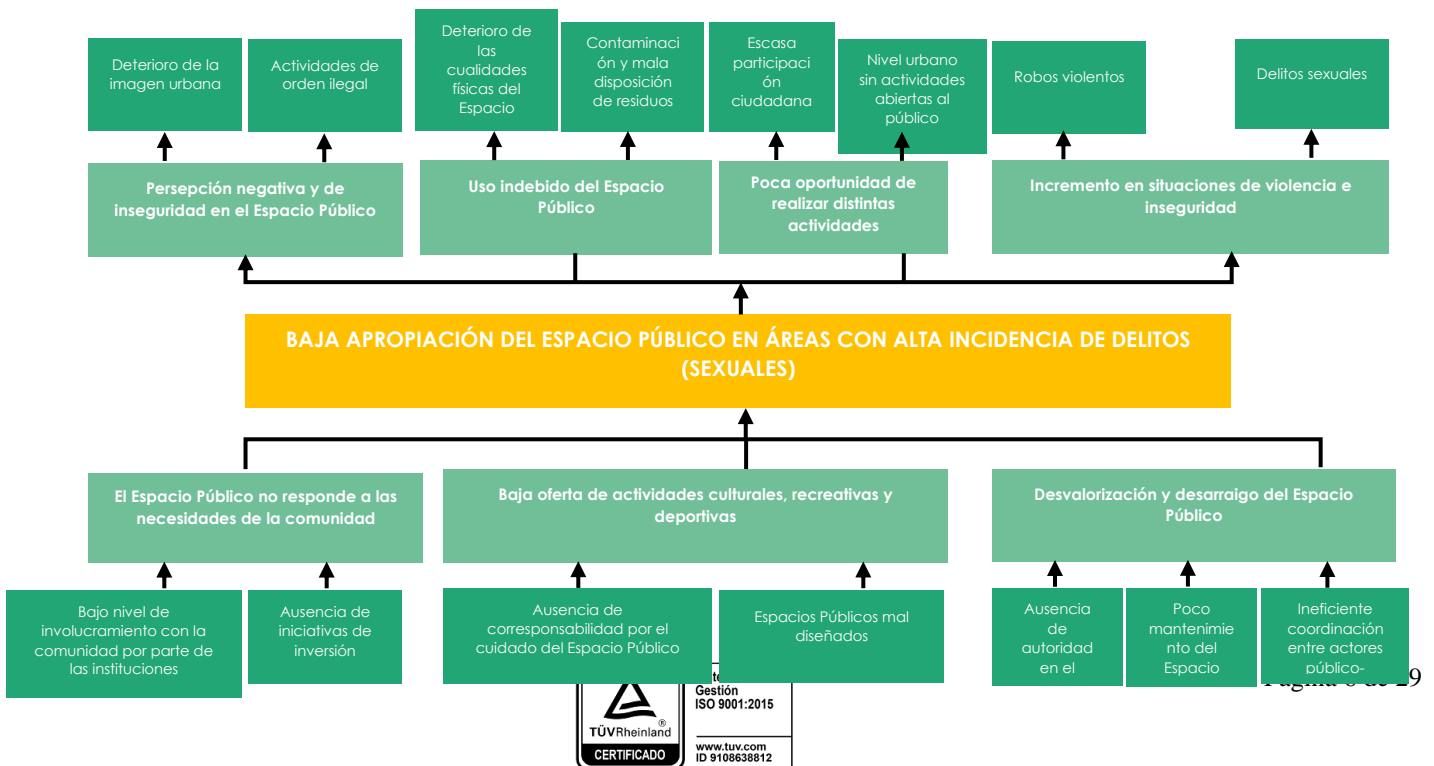 Deterioro de la
imagen urbana
Actividades de
orden ilegal
Deterioro de
las
cualidades
físicas del
Espacio
Contaminaci
ón y mala
disposición
de residuos
Escasa
participaci
ón
ciudadana
Nivel urbano
sin actividades
abiertas al
público
Robos violentos
Delitos sexuales
Persepción negativa y de
inseguridad en el Espacio Público
Uso indebido del Espacio
Público
Poca oportunidad de
realizar distintas
actividades
Incremento en situaciones de violencia e
inseguridad
BAJA APROPIACIÓN DEL ESPACIO PÚBLICO EN ÁREAS CON ALTA INCIDENCIA DE DELITOS
(SEXUALES)
El Espacio Público no responde a las
necesidades de la comunidad
Baja oferta de actividades culturales, recreativas y
deportivas
Desvalorización y desarraigo del Espacio
Público
Bajo nivel de
involucramiento con la
comunidad por parte de
las instituciones
Ausencia de
iniciativas de
inversión
Ausencia de
corresponsabilidad por el
cuidado del Espacio Público
Espacios Públicos mal
diseñados
Ausencia
de
autoridad
en el
Poco
mantenimie
nto del
Espacio
Ineficiente
coordinación
entre actores
público-
Gestión
ISO 9001:2015
TÜVRheinland®
CERTIFICADO
www.tuv.com
ID 9108638812
de 29